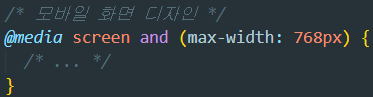 /* 모바일 화면 디자인 */
@media screen and (max-width: 768px) {
/* ... */
}